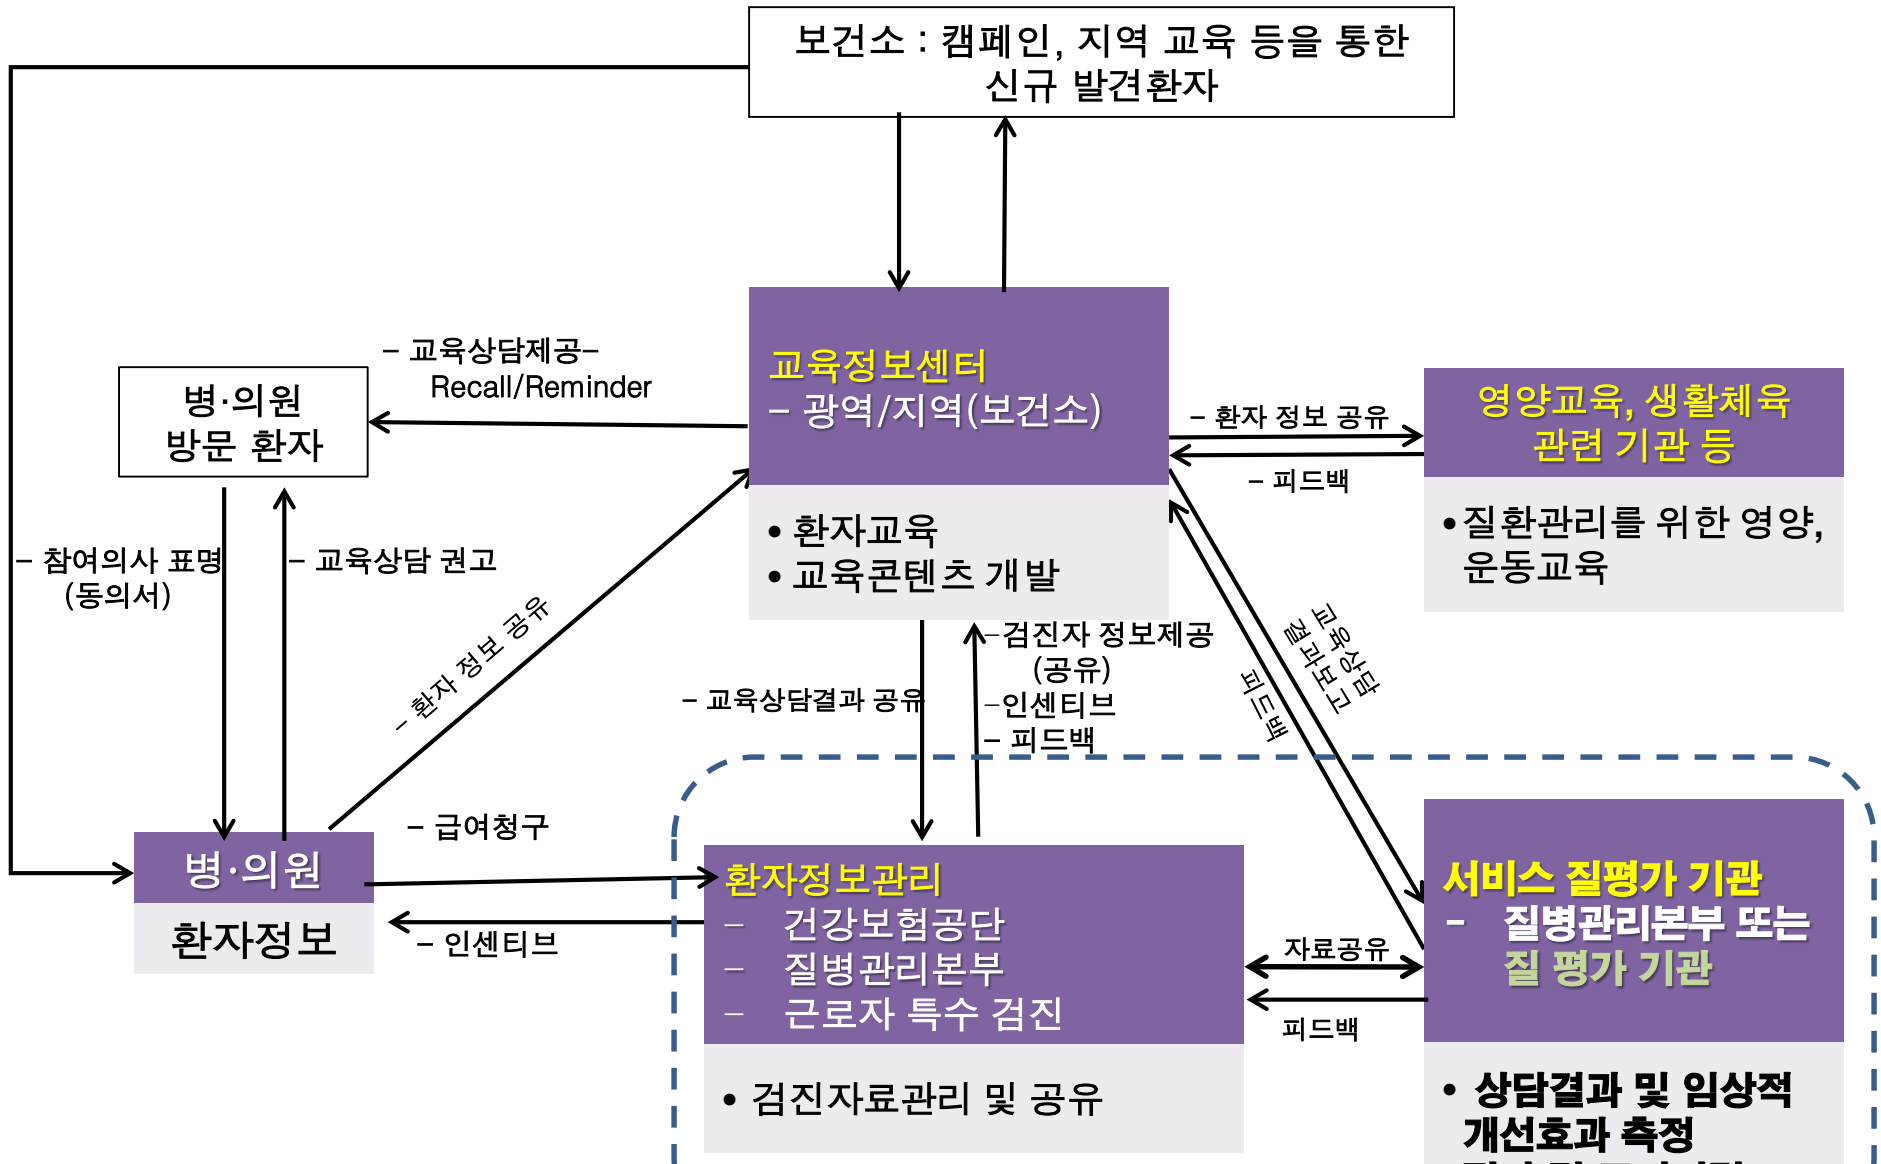 보건소 : 캠페인, 지역 교육 등을 통한
신규 발견환자
– 교육상담제공–
Recall/Reminder
병·의원
방문 환자
교육정보센터
– 광역/지역(보건소)
• 환자교육
• 교육콘텐츠 개발
– 환자 정보 공유
– 피드백
영양교육, 생활체육
관련 기관 등
• 질환관리를 위한 영양,
운동교육
– 참여의사 표명
(동의서)
– 교육상담 권고
– 환자 정보 공유
– 교육상담결과 공유
–검진자 정보제공
(공유)
–인센티브
– 피드백
교육상담
결과보고
피드백
– 급여청구
– 인센티브
병·의원
환자정보
환자정보관리
– 건강보험공단
– 질병관리본부
– 근로자 특수 검진
• 검진자료관리 및 공유
자료공유
피드백
서비스 질평가 기관
– 질병관리본부 또는
질 평가 기관
• 상담결과 및 임상적
개선효과 측정